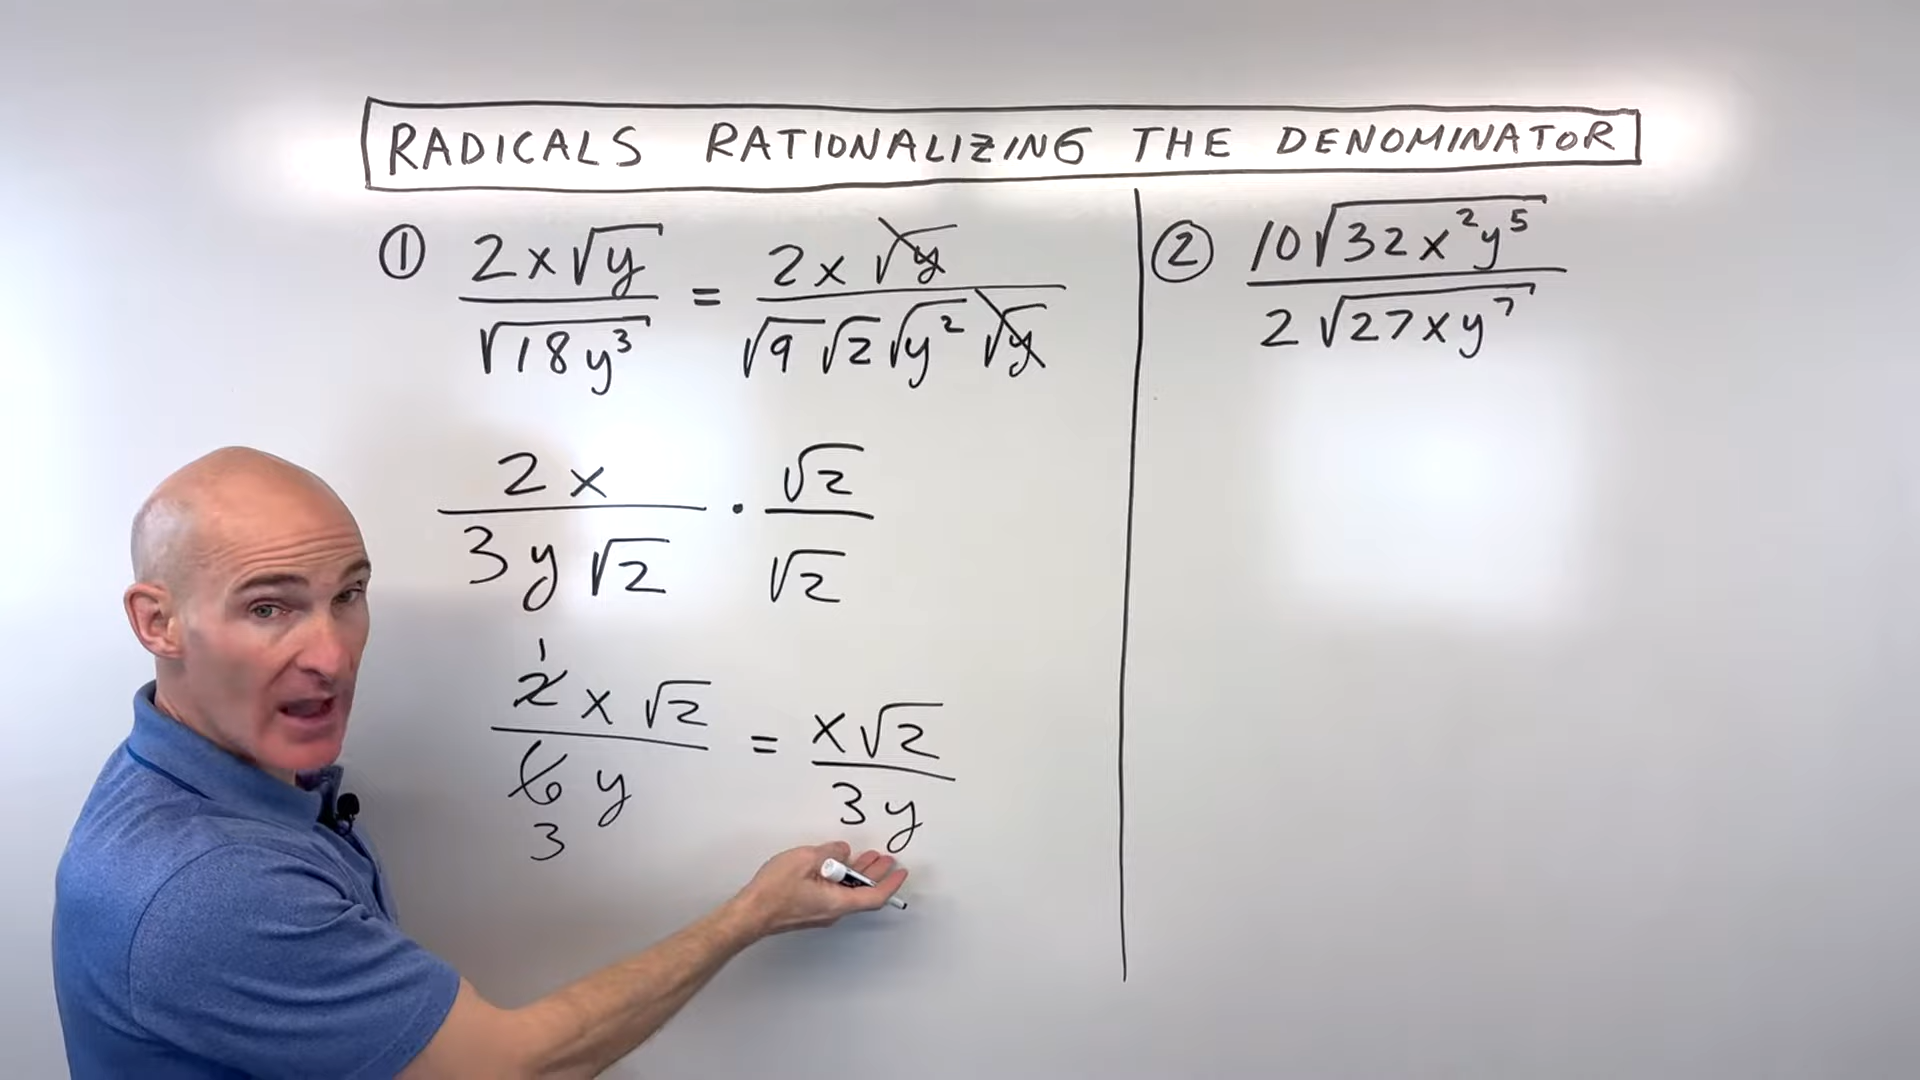 RADICALS RATIONALIZING THE DENOMINATOR
① 2x√y / √18y³ = 2x√y / √9√2√y²√y
2x / 3y√2 · √2 / √2
1
2x√2 / 6y = x√2 / 3y
3
② 10√32x²y⁵ / 2√27xy⁷